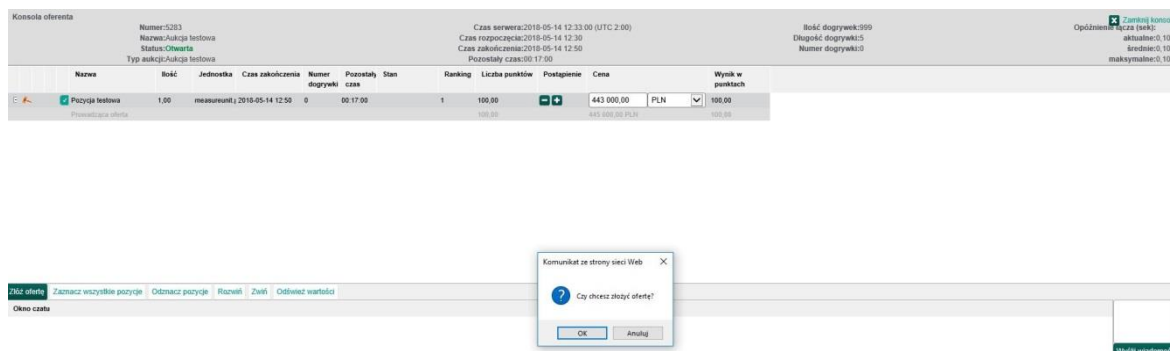 Konsola oferenta
Zamknij konso
Numer:5283
Czas serwera:2018-05-14 12:33:00 (UTC 2:00)
Ilość dogrywek:999
Opóźnienie łącza (sek):
Nazwa:Aukcja testowa
Czas rozpoczęcia:2018-05-14 12:30
Długość dogrywki:5
aktualne:0,10
Status:Otwarta
Czas zakończenia:2018-05-14 12:50
Numer dogrywki:0
średnie:0,10
Typ aukcji:Aukcja testowa
Pozostały czas:00:17:00
maksymalne:0,10
Nazwa Ilość Jednostka Czas zakończenia Numer dogrywki Pozostały czas Stan Ranking Liczba punktów Postąpienie Cena Wynik w punktach
Pozycja testowa 1,00 measureunit.j 2018-05-14 12:50 0 00:17:00 1 100,00 443 000,00 PLN 100,00
Prowadząca oferta 100,00 445 000,00 PLN 100,00
Komunikat ze strony sieci Web
Czy chcesz złożyć ofertę?
OK Anuluj
Złóż ofertę Zaznacz wszystkie pozycje Odznacz pozycje Rozwiń Zwiń Odśwież wartości
Okno czatu